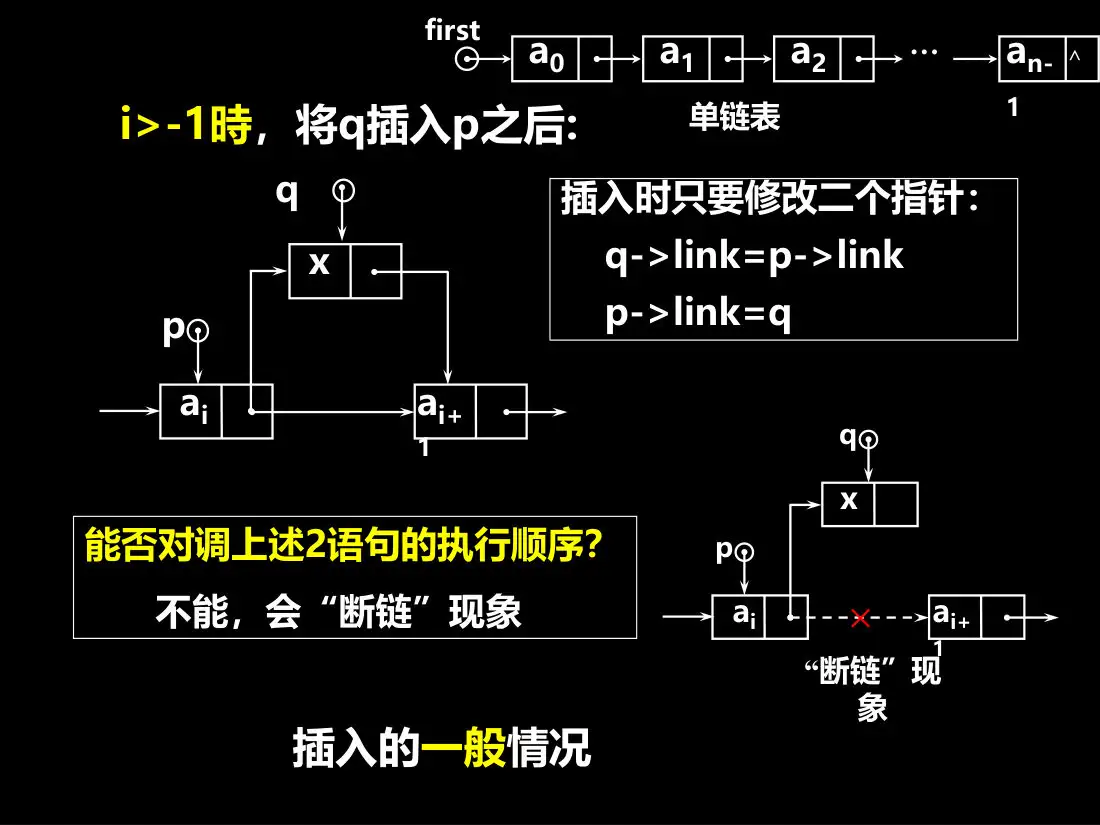 first
a0 a1 a2 … an-1 ^
单链表
i>-1時，将q插入p之后:
q
x
p
ai ai+1
插入时只要修改二个指针：
q->link=p->link
p->link=q
能否对调上述2语句的执行顺序？
不能，会“断链”现象
q
x
p
ai ai+1
“断链”现
象
插入的一般情况